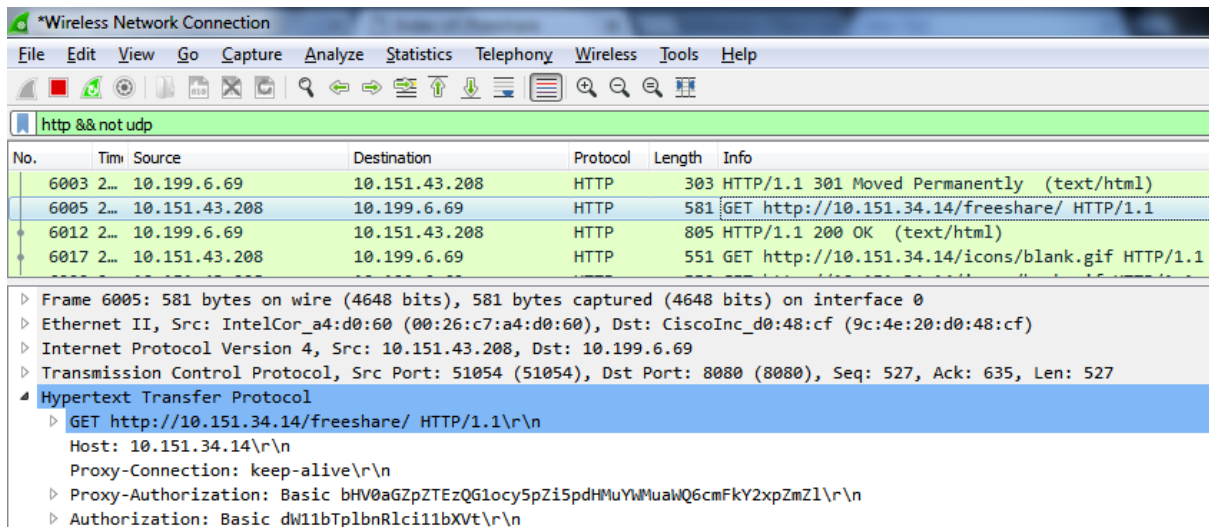 *Wireless Network Connection
File Edit View Go Capture Analyze Statistics Telephony Wireless Tools Help
http && not udp
No. Time Source Destination Protocol Length Info
6003 2… 10.199.6.69 10.151.43.208 HTTP 303 HTTP/1.1 301 Moved Permanently (text/html)
6005 2… 10.151.43.208 10.199.6.69 HTTP 581 GET http://10.151.34.14/freeshare/ HTTP/1.1
6012 2… 10.199.6.69 10.151.43.208 HTTP 805 HTTP/1.1 200 OK (text/html)
6017 2… 10.151.43.208 10.199.6.69 HTTP 551 GET http://10.151.34.14/icons/blank.gif HTTP/1.1
Frame 6005: 581 bytes on wire (4648 bits), 581 bytes captured (4648 bits) on interface 0
Ethernet II, Src: IntelCor_a4:d0:60 (00:26:c7:a4:d0:60), Dst: CiscoInc_d0:48:cf (9c:4e:20:d0:48:cf)
Internet Protocol Version 4, Src: 10.151.43.208, Dst: 10.199.6.69
Transmission Control Protocol, Src Port: 51054 (51054), Dst Port: 8080 (8080), Seq: 527, Ack: 635, Len: 527
Hypertext Transfer Protocol
GET http://10.151.34.14/freeshare/ HTTP/1.1\r\n
Host: 10.151.34.14\r\n
Proxy-Connection: keep-alive\r\n
Proxy-Authorization: Basic bHV0aGZpZTEzQG1ocy5pZi5pdHMuYWMuaWQ6cmFkY2xpZmZl\r\n
Authorization: Basic dW11bTplbnRlci11bXVt\r\n